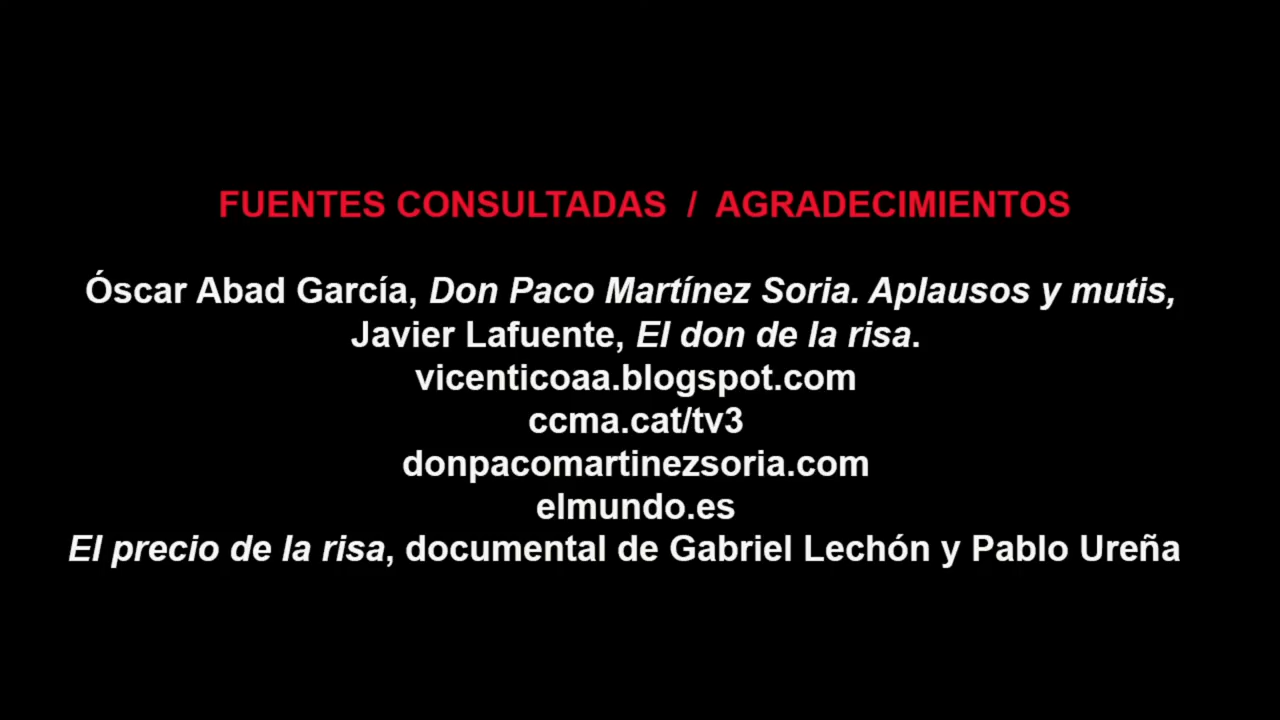 FUENTES CONSULTADAS / AGRADECIMIENTOS
Óscar Abad García, Don Paco Martínez Soria. Aplausos y mutis,
Javier Lafuente, El don de la risa.
vicenticoaa.blogspot.com
ccma.cat/tv3
donpacomartinezsoria.com
elmundo.es
El precio de la risa, documental de Gabriel Lechón y Pablo Ureña